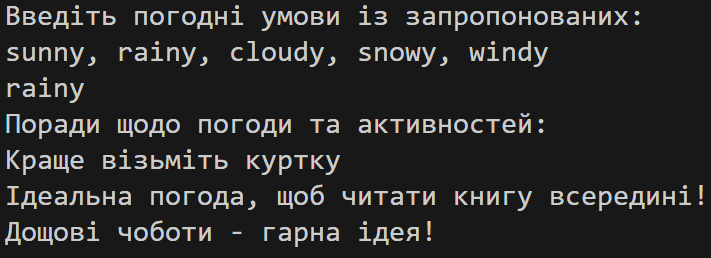 Введіть погодні умови із запропонованих:
sunny, rainy, cloudy, snowy, windy
rainy
Поради щодо погоди та активностей:
Краще візьміть куртку
Ідеальна погода, щоб читати книгу всередині!
Дощові чоботи - гарна ідея!